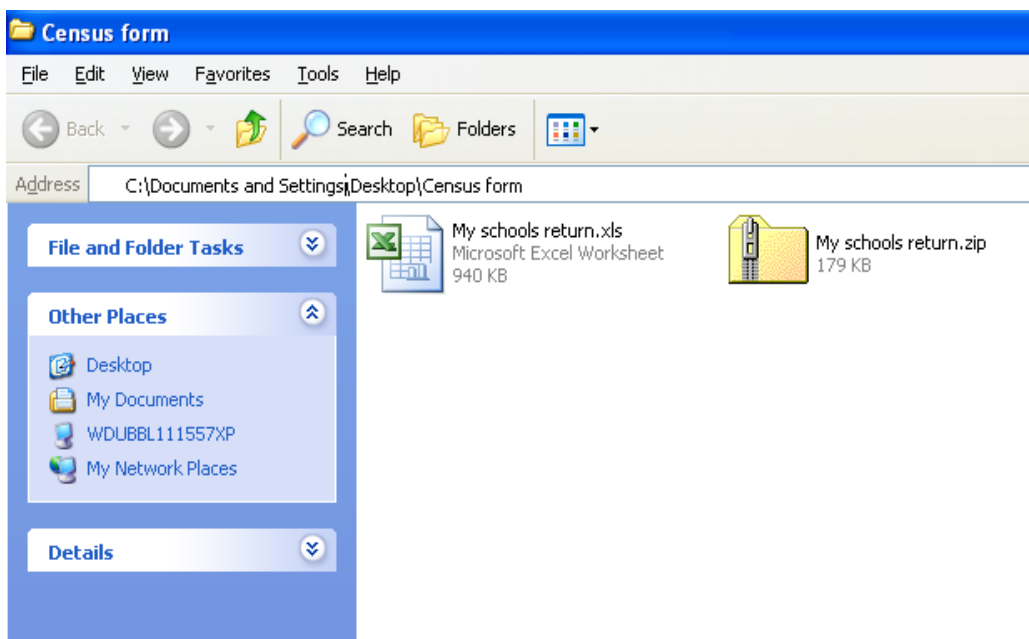 Census form
File Edit View Favorites Tools Help
Back Search Folders
Address C:\Documents and Settings\Desktop\Census form
File and Folder Tasks
Other Places
Desktop
My Documents
WDUBBL111557XP
My Network Places
Details
My schools return.xls
Microsoft Excel Worksheet
940 KB
My schools return.zip
179 KB